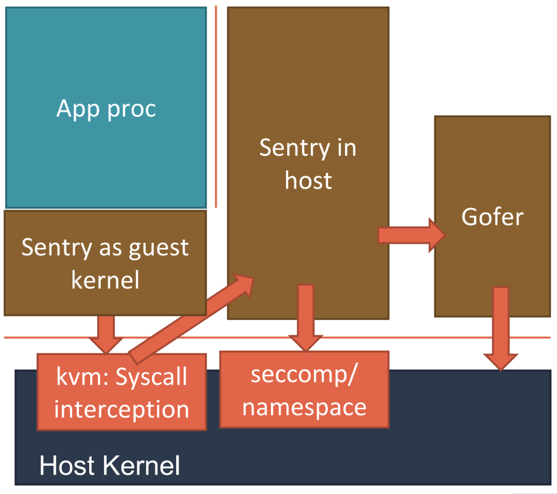 App proc
Sentry in
host
Gofer
Sentry as guest
kernel
kvm: Syscall
interception
seccomp/
namespace
Host Kernel